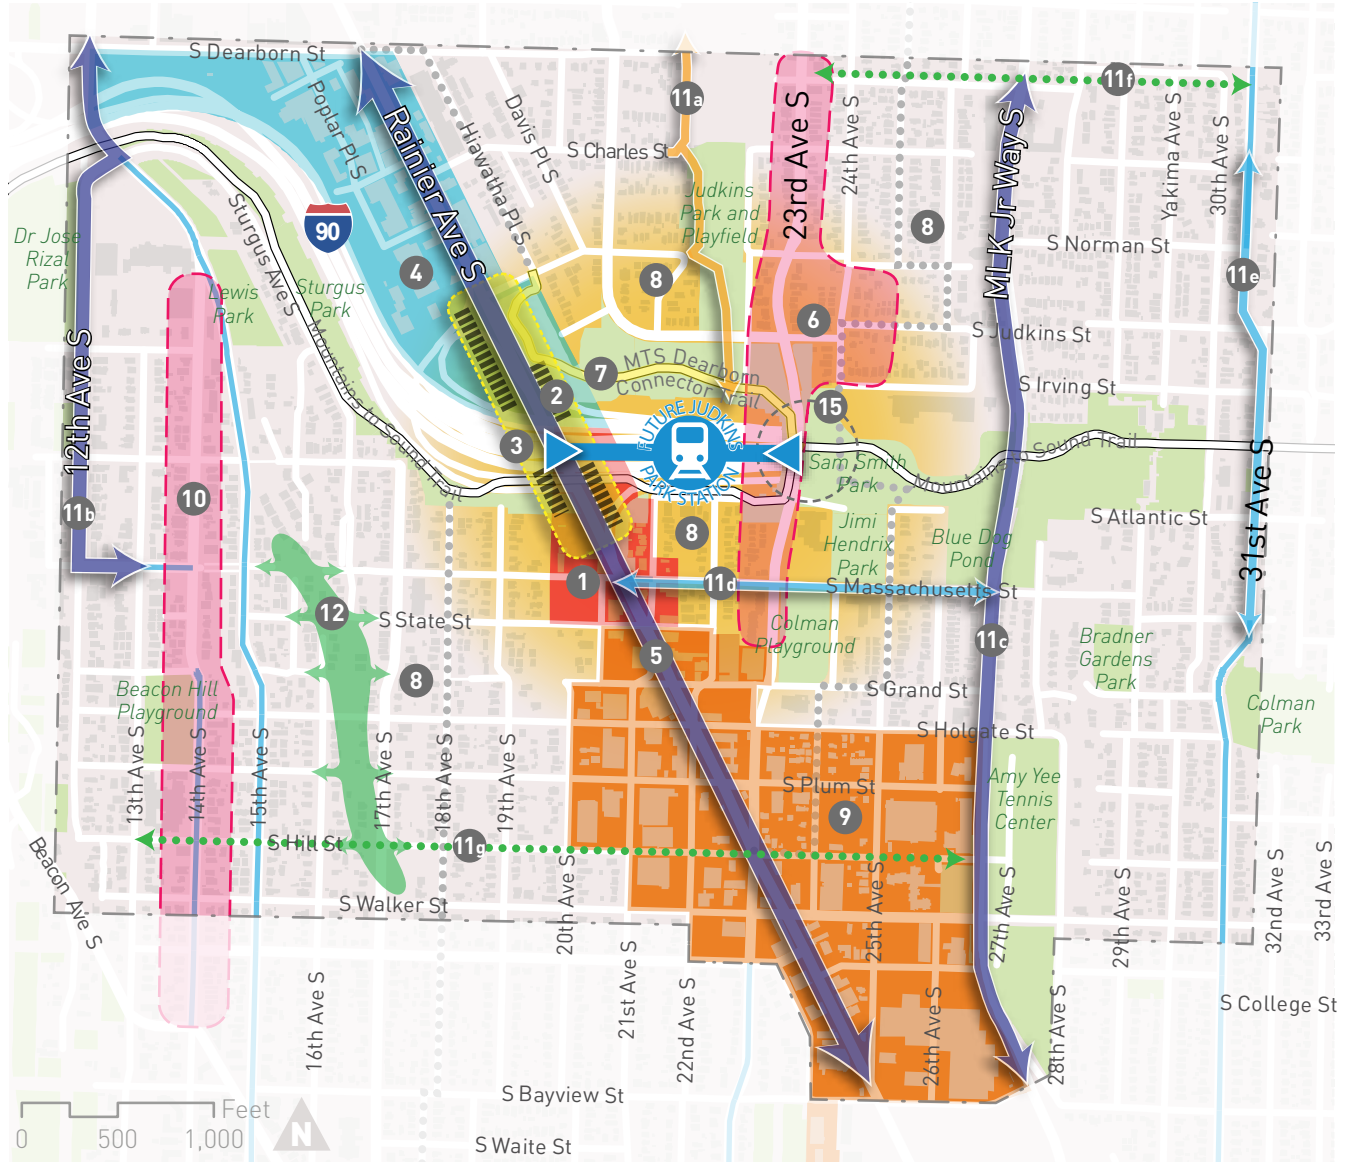 S Dearborn St
Rainier Ave S
Poplar Pl S
Hiawatha Pl S
Davis Pl S
11a
S Charles St
23rd Ave S
24th Ave S
11f
MLK Jr Way S
Yakima Ave S
30th Ave S
Judkins
Park and
Playfield
90
8
S Norman St
Dr Jose
Rizal
Park
Sturgus Ave S
4
8
11e
Lewis
Park
Sturgus
Park
6
S Judkins St
12th Ave S
Mountains to Sound Trail
7
MTS Dearborn
Connector Trail
S Irving St
2
15
3
FUTURE JUDKINS
PARK STATION
Sam Smith
Park
Mountains to Sound Trail
31st Ave S
10
11b
8
Jimi
Hendrix
Park
Blue Dog
Pond
S Atlantic St
1
11d
S Massachusetts St
12
S State St
Colman
Playground
11c
Bradner
Gardens
Park
5
8
Beacon Hill
Playground
S Grand St
Colman
Park
S Holgate St
13th Ave S
14th Ave S
15th Ave S
17th Ave S
18th Ave S
19th Ave S
S Plum St
Amy Yee
Tennis
Center
9
S Hill St
11g
Beacon Ave S
S Walker St
20th Ave S
25th Ave S
27th Ave S
29th Ave S
32nd Ave S
33rd Ave S
16th Ave S
21st Ave S
22nd Ave S
26th Ave S
28th Ave S
S College St
S Bayview St
Feet
0
500
1,000
N
S Waite St